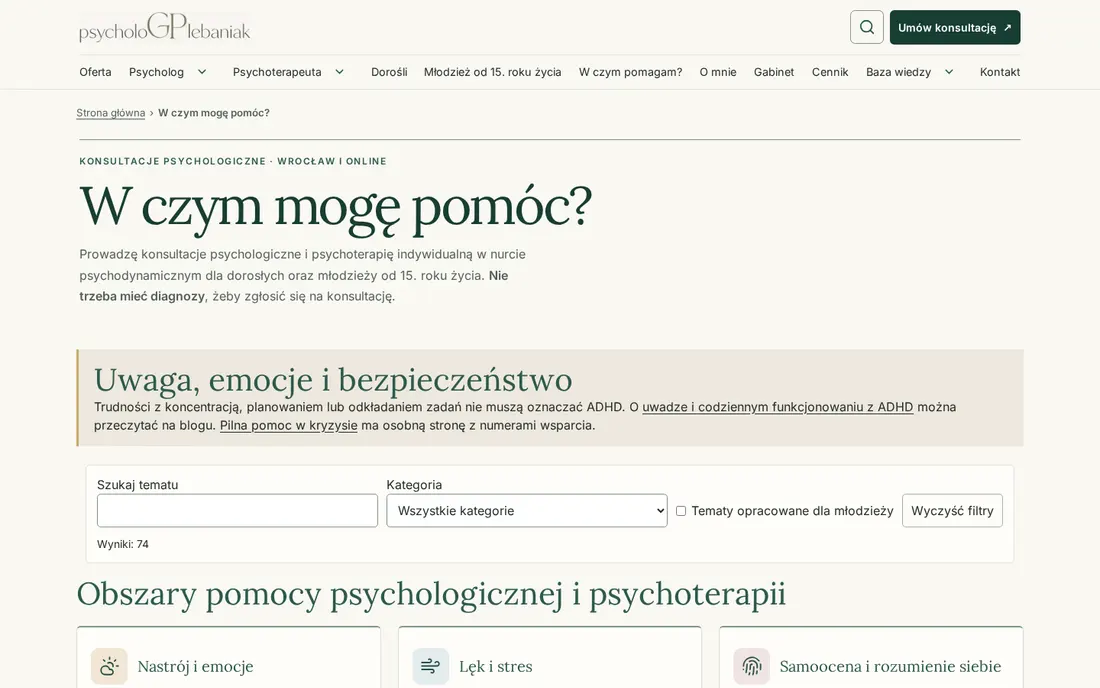 psycholoGPlebaniak
Umów konsultację ↗
Oferta Psycholog Psychoterapeuta Dorośli Młodzież od 15. roku życia W czym pomagam? O mnie Gabinet Cennik Baza wiedzy Kontakt
Strona główna › W czym mogę pomóc?
KONSULTACJE PSYCHOLOGICZNE · WROCŁAW I ONLINE
W czym mogę pomóc?
Prowadzę konsultacje psychologiczne i psychoterapię indywidualną w nurcie
psychodynamicznym dla dorosłych oraz młodzieży od 15. roku życia. Nie
trzeba mieć diagnozy, żeby zgłosić się na konsultację.
Uwaga, emocje i bezpieczeństwo
Trudności z koncentracją, planowaniem lub odkładaniem zadań nie muszą oznaczać ADHD. O uwadze i codziennym funkcjonowaniu z ADHD można
przeczytać na blogu. Pilna pomoc w kryzysie ma osobną stronę z numerami wsparcia.
Szukaj tematu Kategoria
Wszystkie kategorie Tematy opracowane dla młodzieży Wyczyść filtry
Wyniki: 74
Obszary pomocy psychologicznej i psychoterapii
Nastrój i emocje Lęk i stres Samoocena i rozumienie siebie